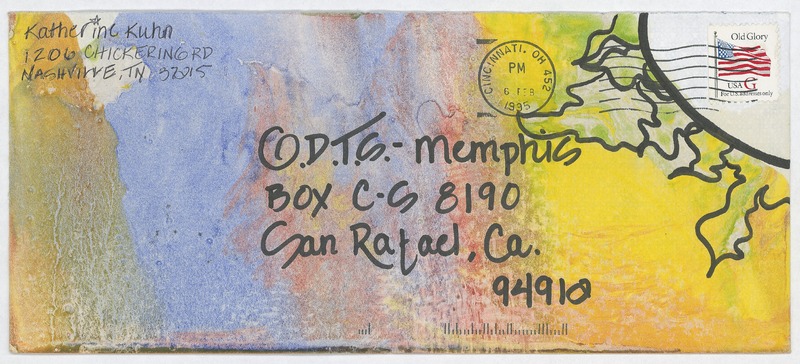 Katherine Kuhn
1206 CHICKERING RD
NASHVILLE, TN 37215
CINCINNATI, OH 452
PM
6 FEB
1995
Old Glory
USA G
For U.S. addresses only
O.D.T.S.- Memphis
BOX C-S 8190
San Rafael, Ca.
94912